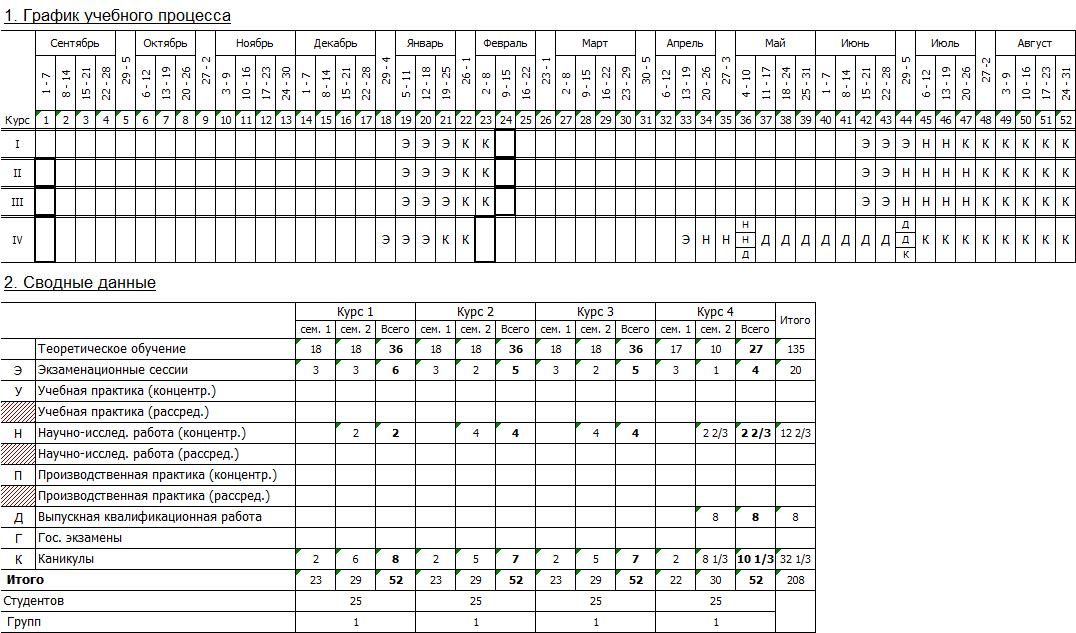 1. График учебного процесса
Сентябрь Октябрь Ноябрь Декабрь Январь Февраль Март Апрель Май Июнь Июль Август
1 - 7 8 - 14 15 - 21 22 - 28 29 - 5 6 - 12 13 - 19 20 - 26 27 - 2 3 - 9 10 - 16 17 - 23 24 - 30 1 - 7 8 - 14 15 - 21 22 - 28 29 - 4 5 - 11 12 - 18 19 - 25 26 - 1 2 - 8 9 - 15 16 - 22 23 - 1 2 - 8 9 - 15 16 - 22 23 - 29 30 - 5 6 - 12 13 - 19 20 - 26 27 - 3 4 - 10 11 - 17 18 - 24 25 - 31 1 - 7 8 - 14 15 - 21 22 - 28 29 - 5 6 - 12 13 - 19 20 - 26 27 - 2 3 - 9 10 - 16 17 - 23 24 - 31
Курс 1 2 3 4 5 6 7 8 9 10 11 12 13 14 15 16 17 18 19 20 21 22 23 24 25 26 27 28 29 30 31 32 33 34 35 36 37 38 39 40 41 42 43 44 45 46 47 48 49 50 51 52
I Э Э Э К К Э Э Э Н Н К К К К К К
II Э Э Э К К Э Э Н Н Н Н К К К К К
III Э Э Э К К Э Э Н Н Н Н К К К К К
IV Э Э Э К К Э Н Н Н Н Д Д Д Д Д Д Д Д Д Д К К К К К К К К К
2. Сводные данные
Курс 1 Курс 2 Курс 3 Курс 4 Итого
сем. 1 сем. 2 Всего сем. 1 сем. 2 Всего сем. 1 сем. 2 Всего сем. 1 сем. 2 Всего
Теоретическое обучение 18 18 36 18 18 36 18 18 36 17 10 27 135
Э Экзаменационные сессии 3 3 6 3 2 5 3 2 5 3 1 4 20
У Учебная практика (концентр.)
Учебная практика (рассред.)
Н Научно-исслед. работа (концентр.) 2 2 4 4 4 4 2 2/3 2 2/3 12 2/3
Научно-исслед. работа (рассред.)
П Производственная практика (концентр.)
Производственная практика (рассред.)
Д Выпускная квалификационная работа 8 8 8
Г Гос. экзамены
К Каникулы 2 6 8 2 5 7 2 5 7 2 8 1/3 10 1/3 32 1/3
Итого 23 29 52 23 29 52 23 29 52 22 30 52 208
Студентов 25 25 25 25
Групп 1 1 1 1